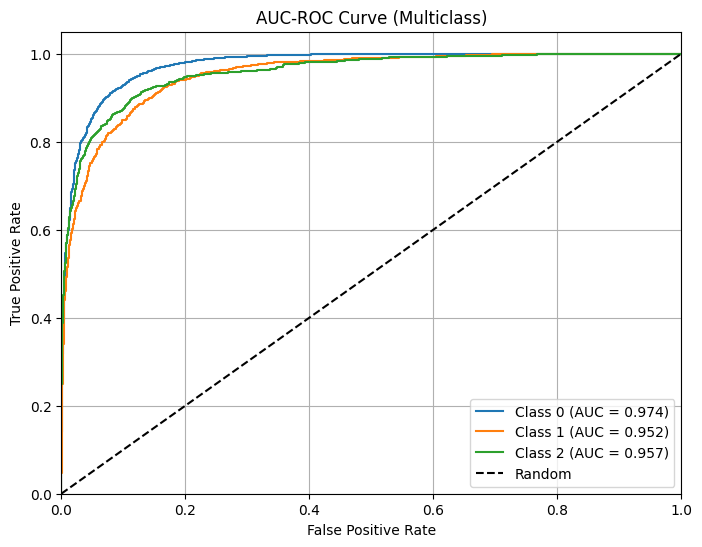 AUC-ROC Curve (Multiclass)
True Positive Rate
1.0
0.8
0.6
0.4
0.2
0.0
Class 0 (AUC = 0.974)
Class 1 (AUC = 0.952)
Class 2 (AUC = 0.957)
Random
0.0 0.2 0.4 0.6 0.8 1.0
False Positive Rate